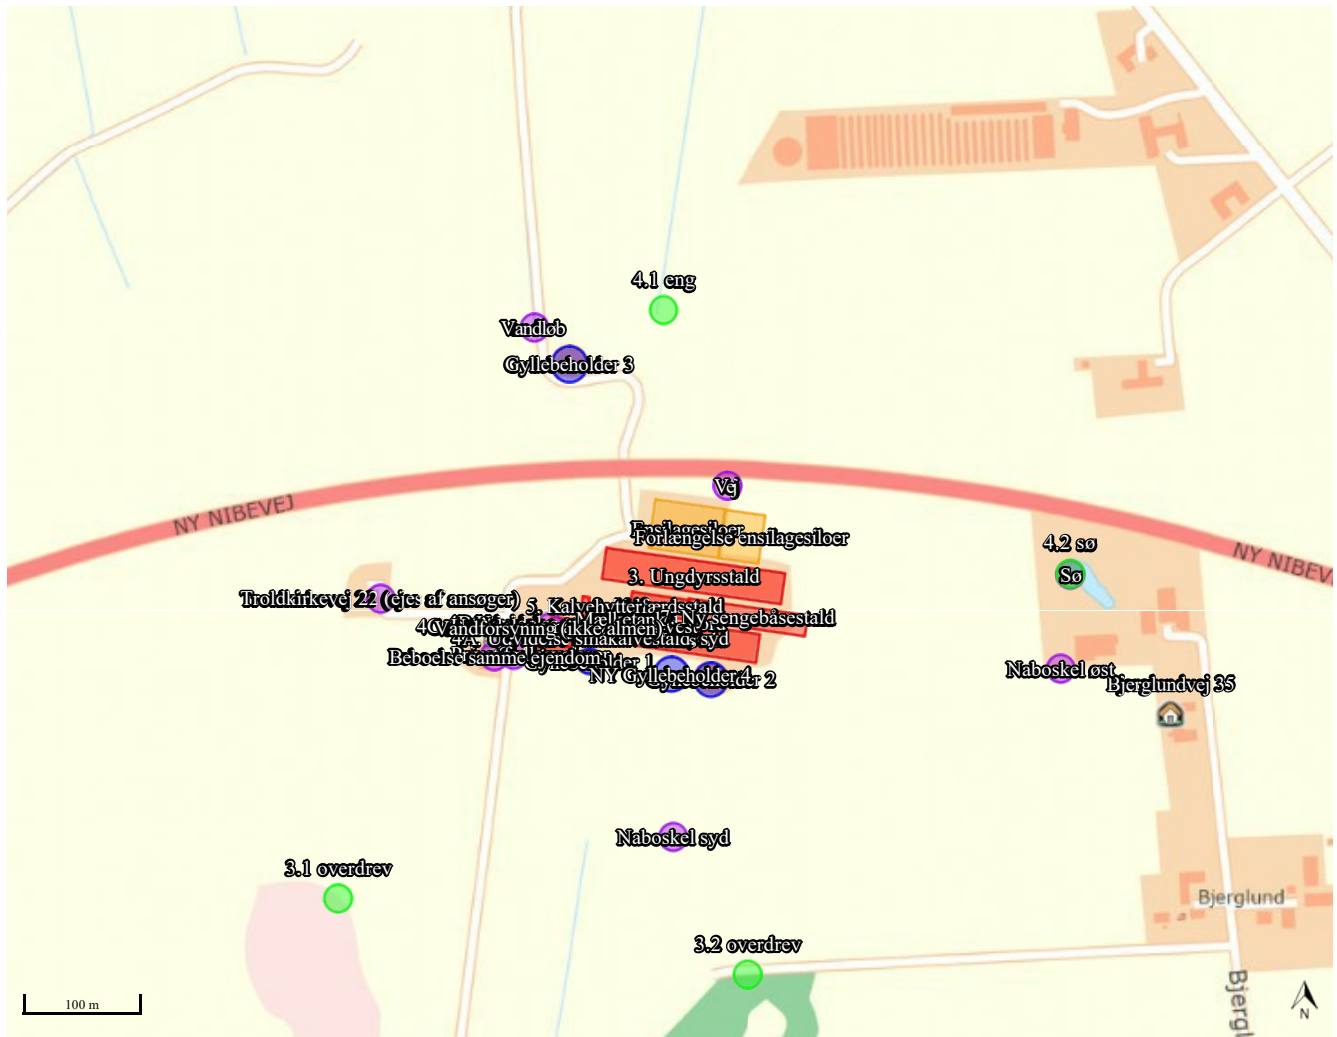 4.1 eng
Vandløb
Gyllebeholder 3
NY NIBEVEJ
Vej
Ensilagesiloer
Forlængelse ensilagesiloer
4.2 sø
Sø
NY NIBEVEJ
3. Ungdyrsstald
Troldkirkevej 22 (ejes af ansøger)
5. Kalvehytter
Ny sengebåsestald
Vandforsyning (ikke almen)
4A. Udvidelse småkalvestald syd
Beboelse samme ejendom
NY Gyllebeholder 4
Naboskel øst
Bjerglundvej 35
Naboskel syd
3.1 overdrev
Bjerglund
3.2 overdrev
100 m
N